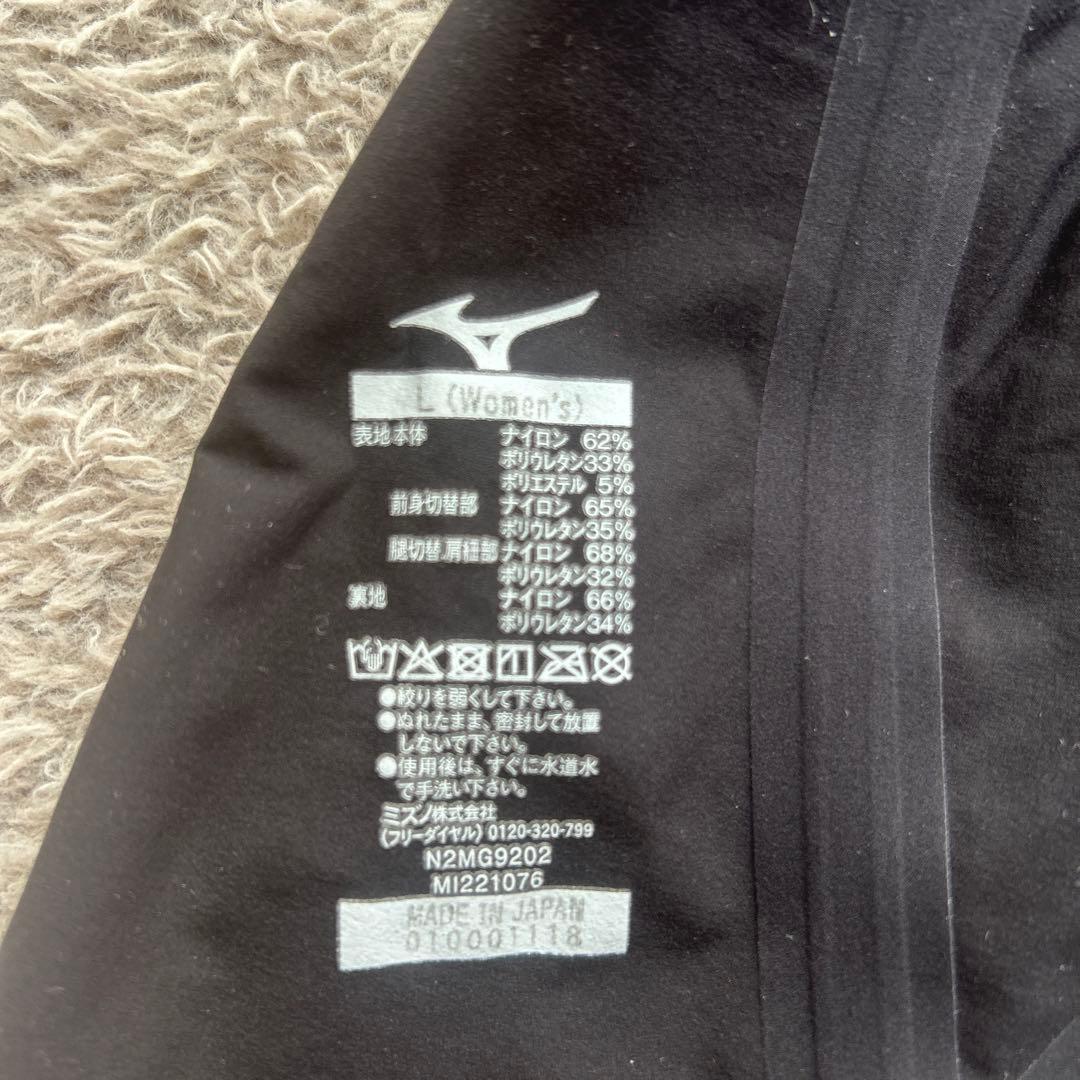 L (Women's)
表地本体 ナイロン 62%
ポリウレタン33%
ポリエステル 5%
前身切替部 ナイロン 65%
ポリウレタン35%
腿切替.肩紐部 ナイロン 68%
ポリウレタン32%
裏地 ナイロン 66%
ポリウレタン34%
●絞りを弱くして下さい。
●ぬれたまま、密封して放置
しないで下さい。
●使用後は、すぐに水道水
で手洗い下さい。
ミズノ株式会社
(フリーダイヤル) 0120-320-799
N2MG9202
MI221076
MADE IN JAPAN
010001118